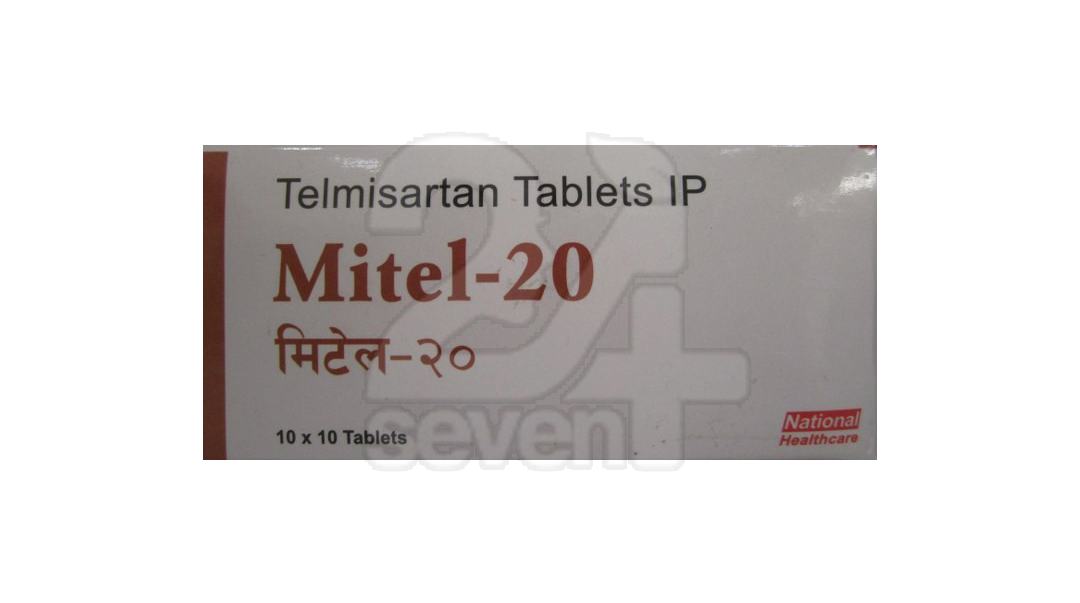 Telmisartan Tablets IP
Mitel-20
मिटेल-२०
10 x 10 Tablets
National
Healthcare
24
seven